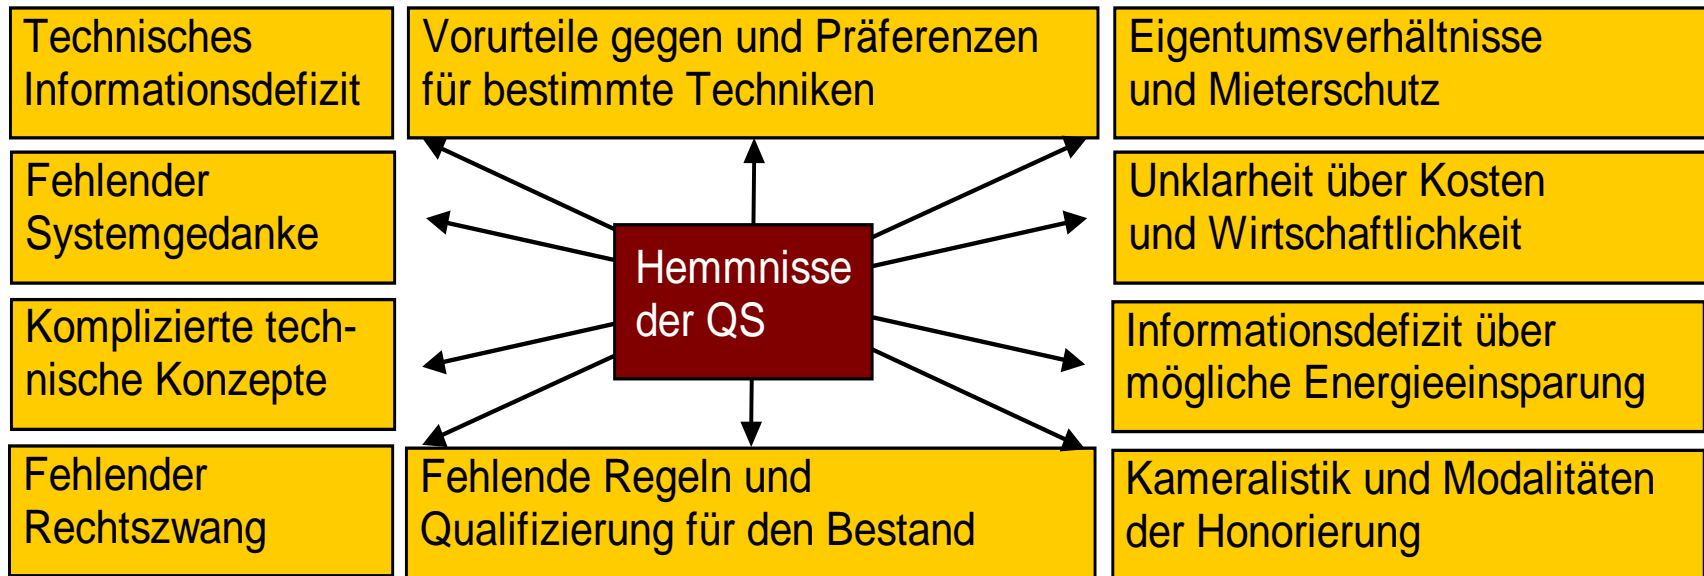 Technisches
Informationsdefizit
Vorurteile gegen und Präferenzen
für bestimmte Techniken
Eigentumsverhältnisse
und Mieterschutz
Fehlender
Systemgedanke
Unklarheit über Kosten
und Wirtschaftlichkeit
Hemmnisse
der QS
Komplizierte tech-
nische Konzepte
Informationsdefizit über
mögliche Energieeinsparung
Fehlender
Rechtszwang
Fehlende Regeln und
Qualifizierung für den Bestand
Kameralistik und Modalitäten
der Honorierung